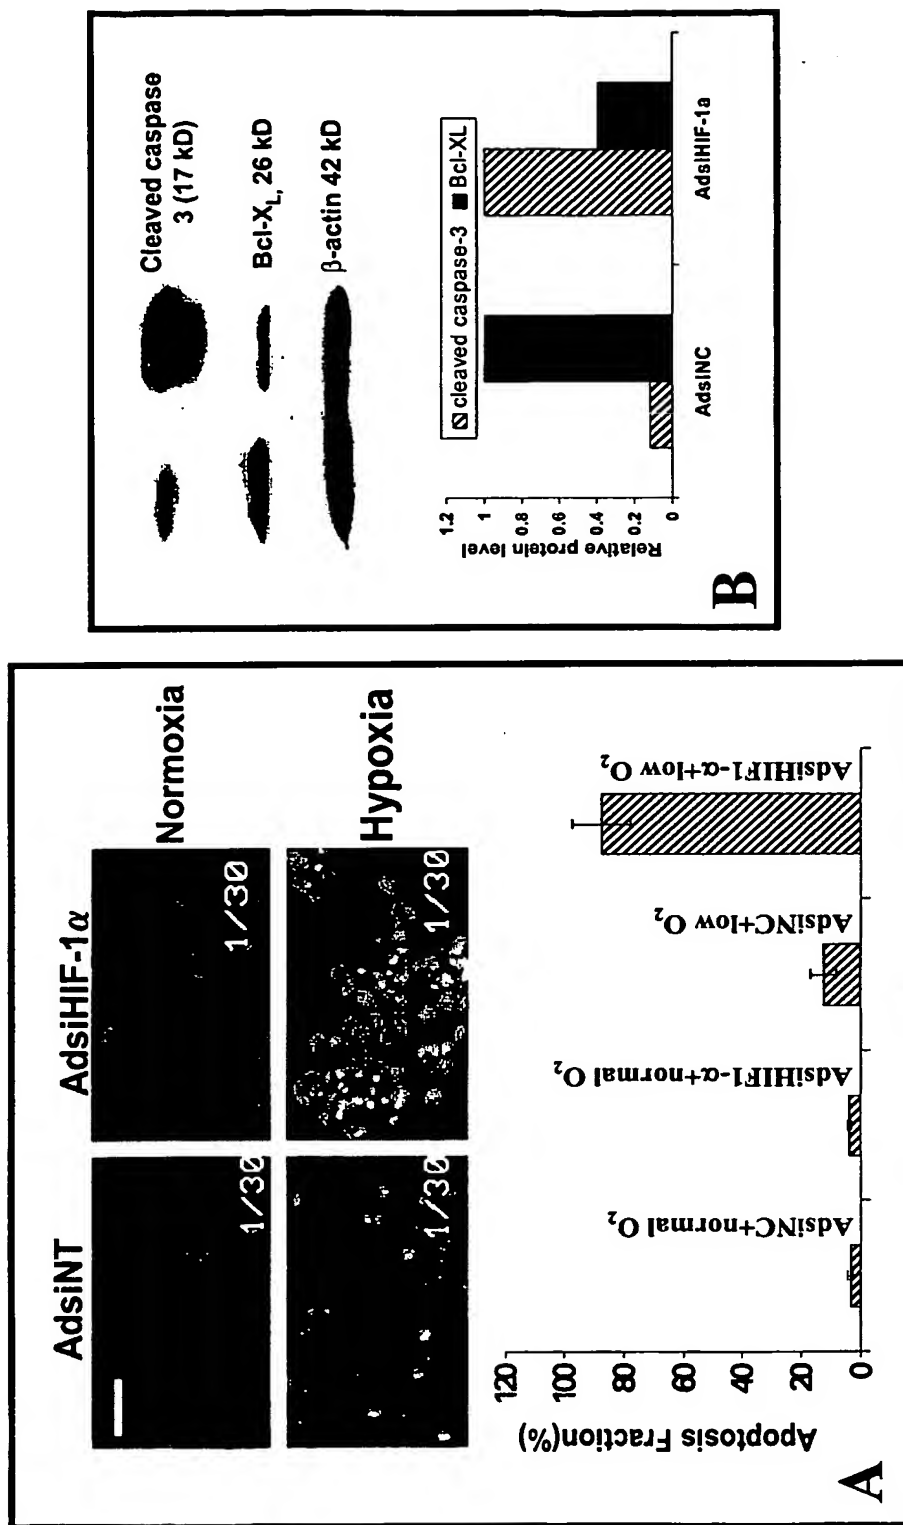 AdsiNT
AdsiHIF-1α
Normoxia
1/30
1/30
Hypoxia
1/30
1/30
Apoptosis Fraction(%)
120
100
80
60
40
20
0
AdsiNC+normal O₂
AdsiHIF1-α+normal O₂
AdsiNC+low O₂
AdsiHIF1-α+low O₂
A
Cleaved caspase
3 (17 kD)
Bcl-X_L, 26 kD
β-actin 42 kD
cleaved caspase-3
Bcl-XL
Relative protein level
1.2
1
0.8
0.6
0.4
0.2
0
AdsiNC
AdsiHIF-1a
B